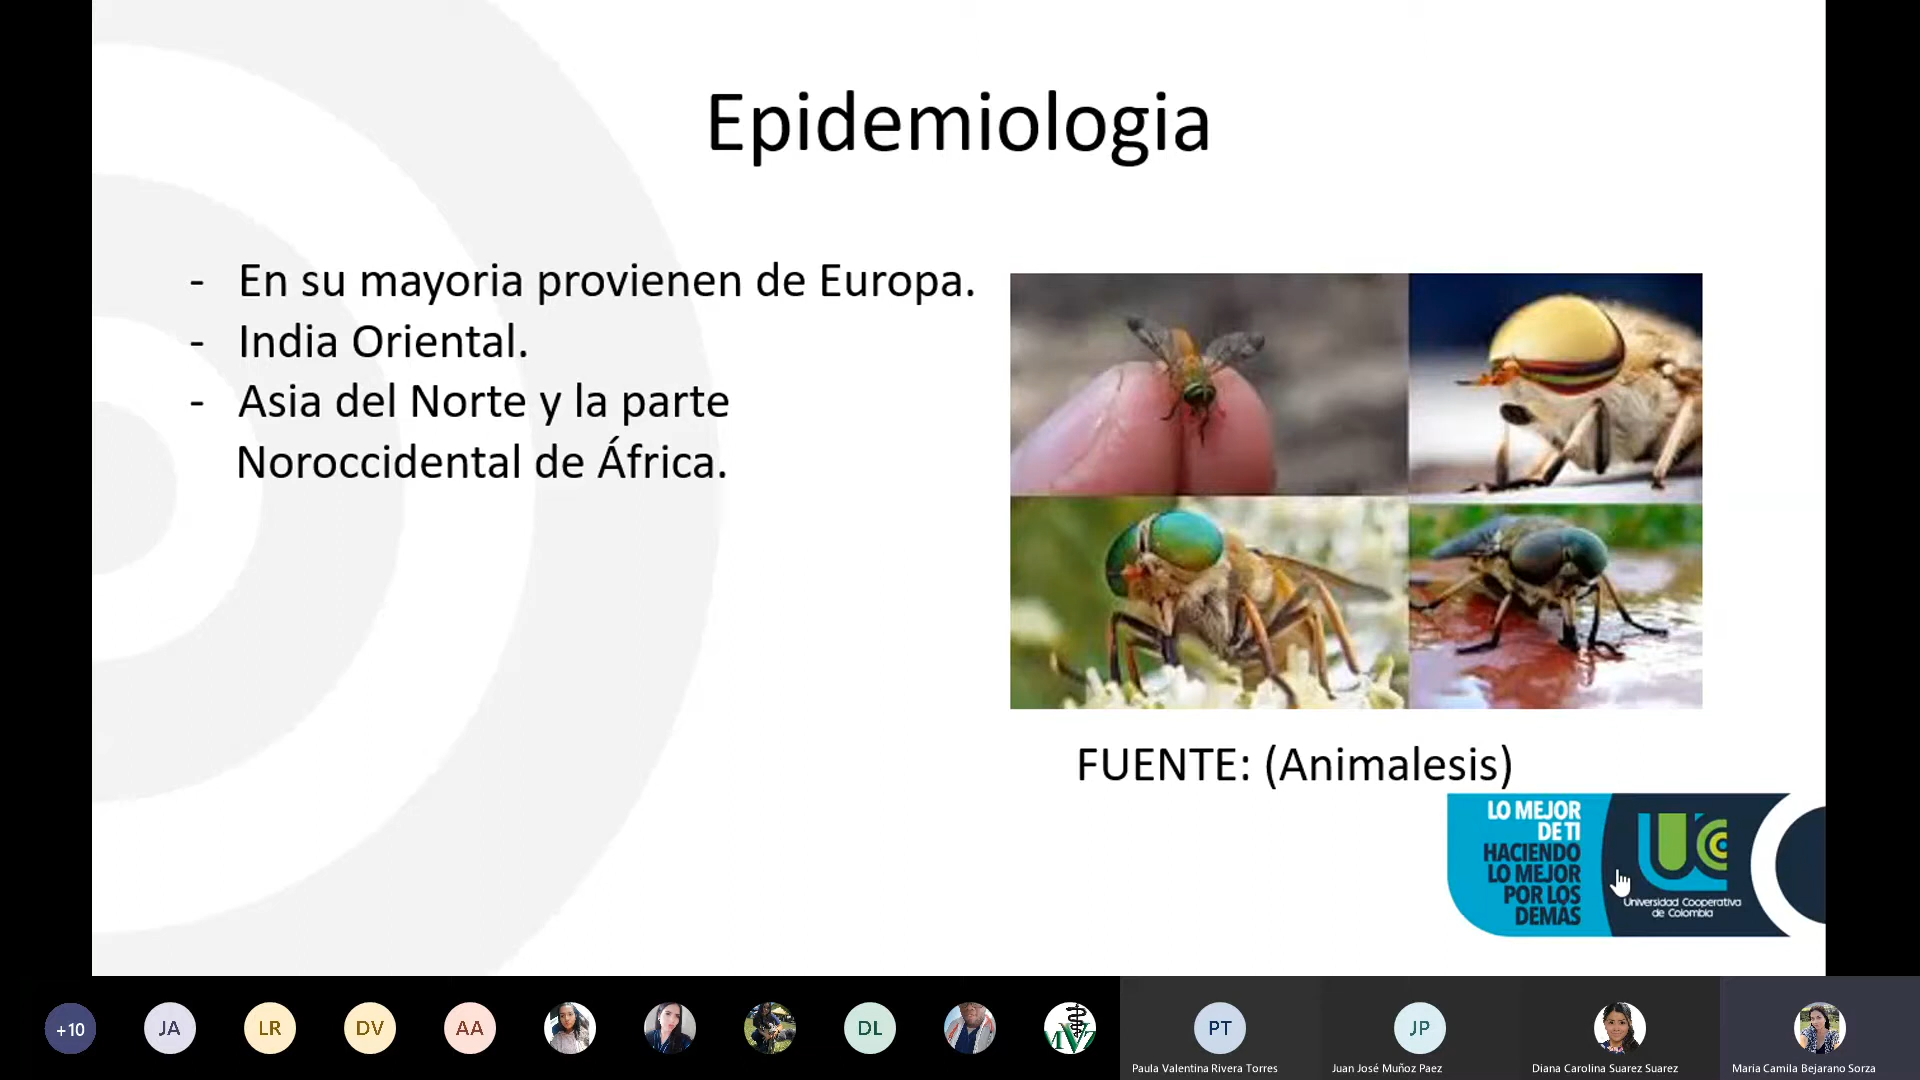 Epidemiologia
- En su mayoria provienen de Europa.
- India Oriental.
- Asia del Norte y la parte
Noroccidental de África.
FUENTE: (Animalesis)
LO MEJOR
DE TI
HACIENDO
LO MEJOR
POR LOS
DEMÁS
UCC
Universidad Cooperativa
de Colombia
+10
JA
LR
DV
AA
DL
MVZ
PT
JP
Paula Valentina Rivera Torres
Juan José Muñoz Paez
Diana Carolina Suarez Suarez
Maria Camila Bejarano Sorza